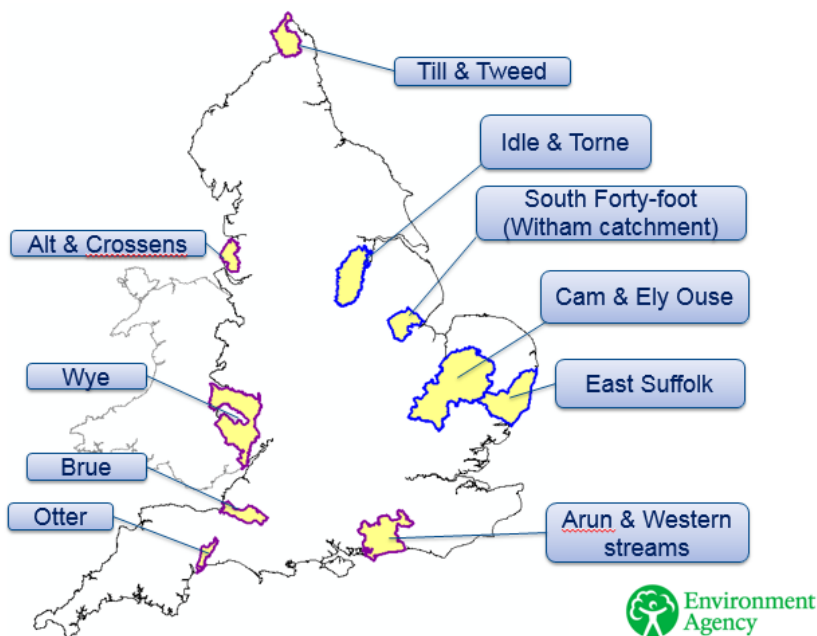 Till & Tweed
Idle & Torne
South Forty-foot
(Witham catchment)
Alt & Crossens
Cam & Ely Ouse
Wye
East Suffolk
Brue
Otter
Arun & Western
streams
Environment
Agency